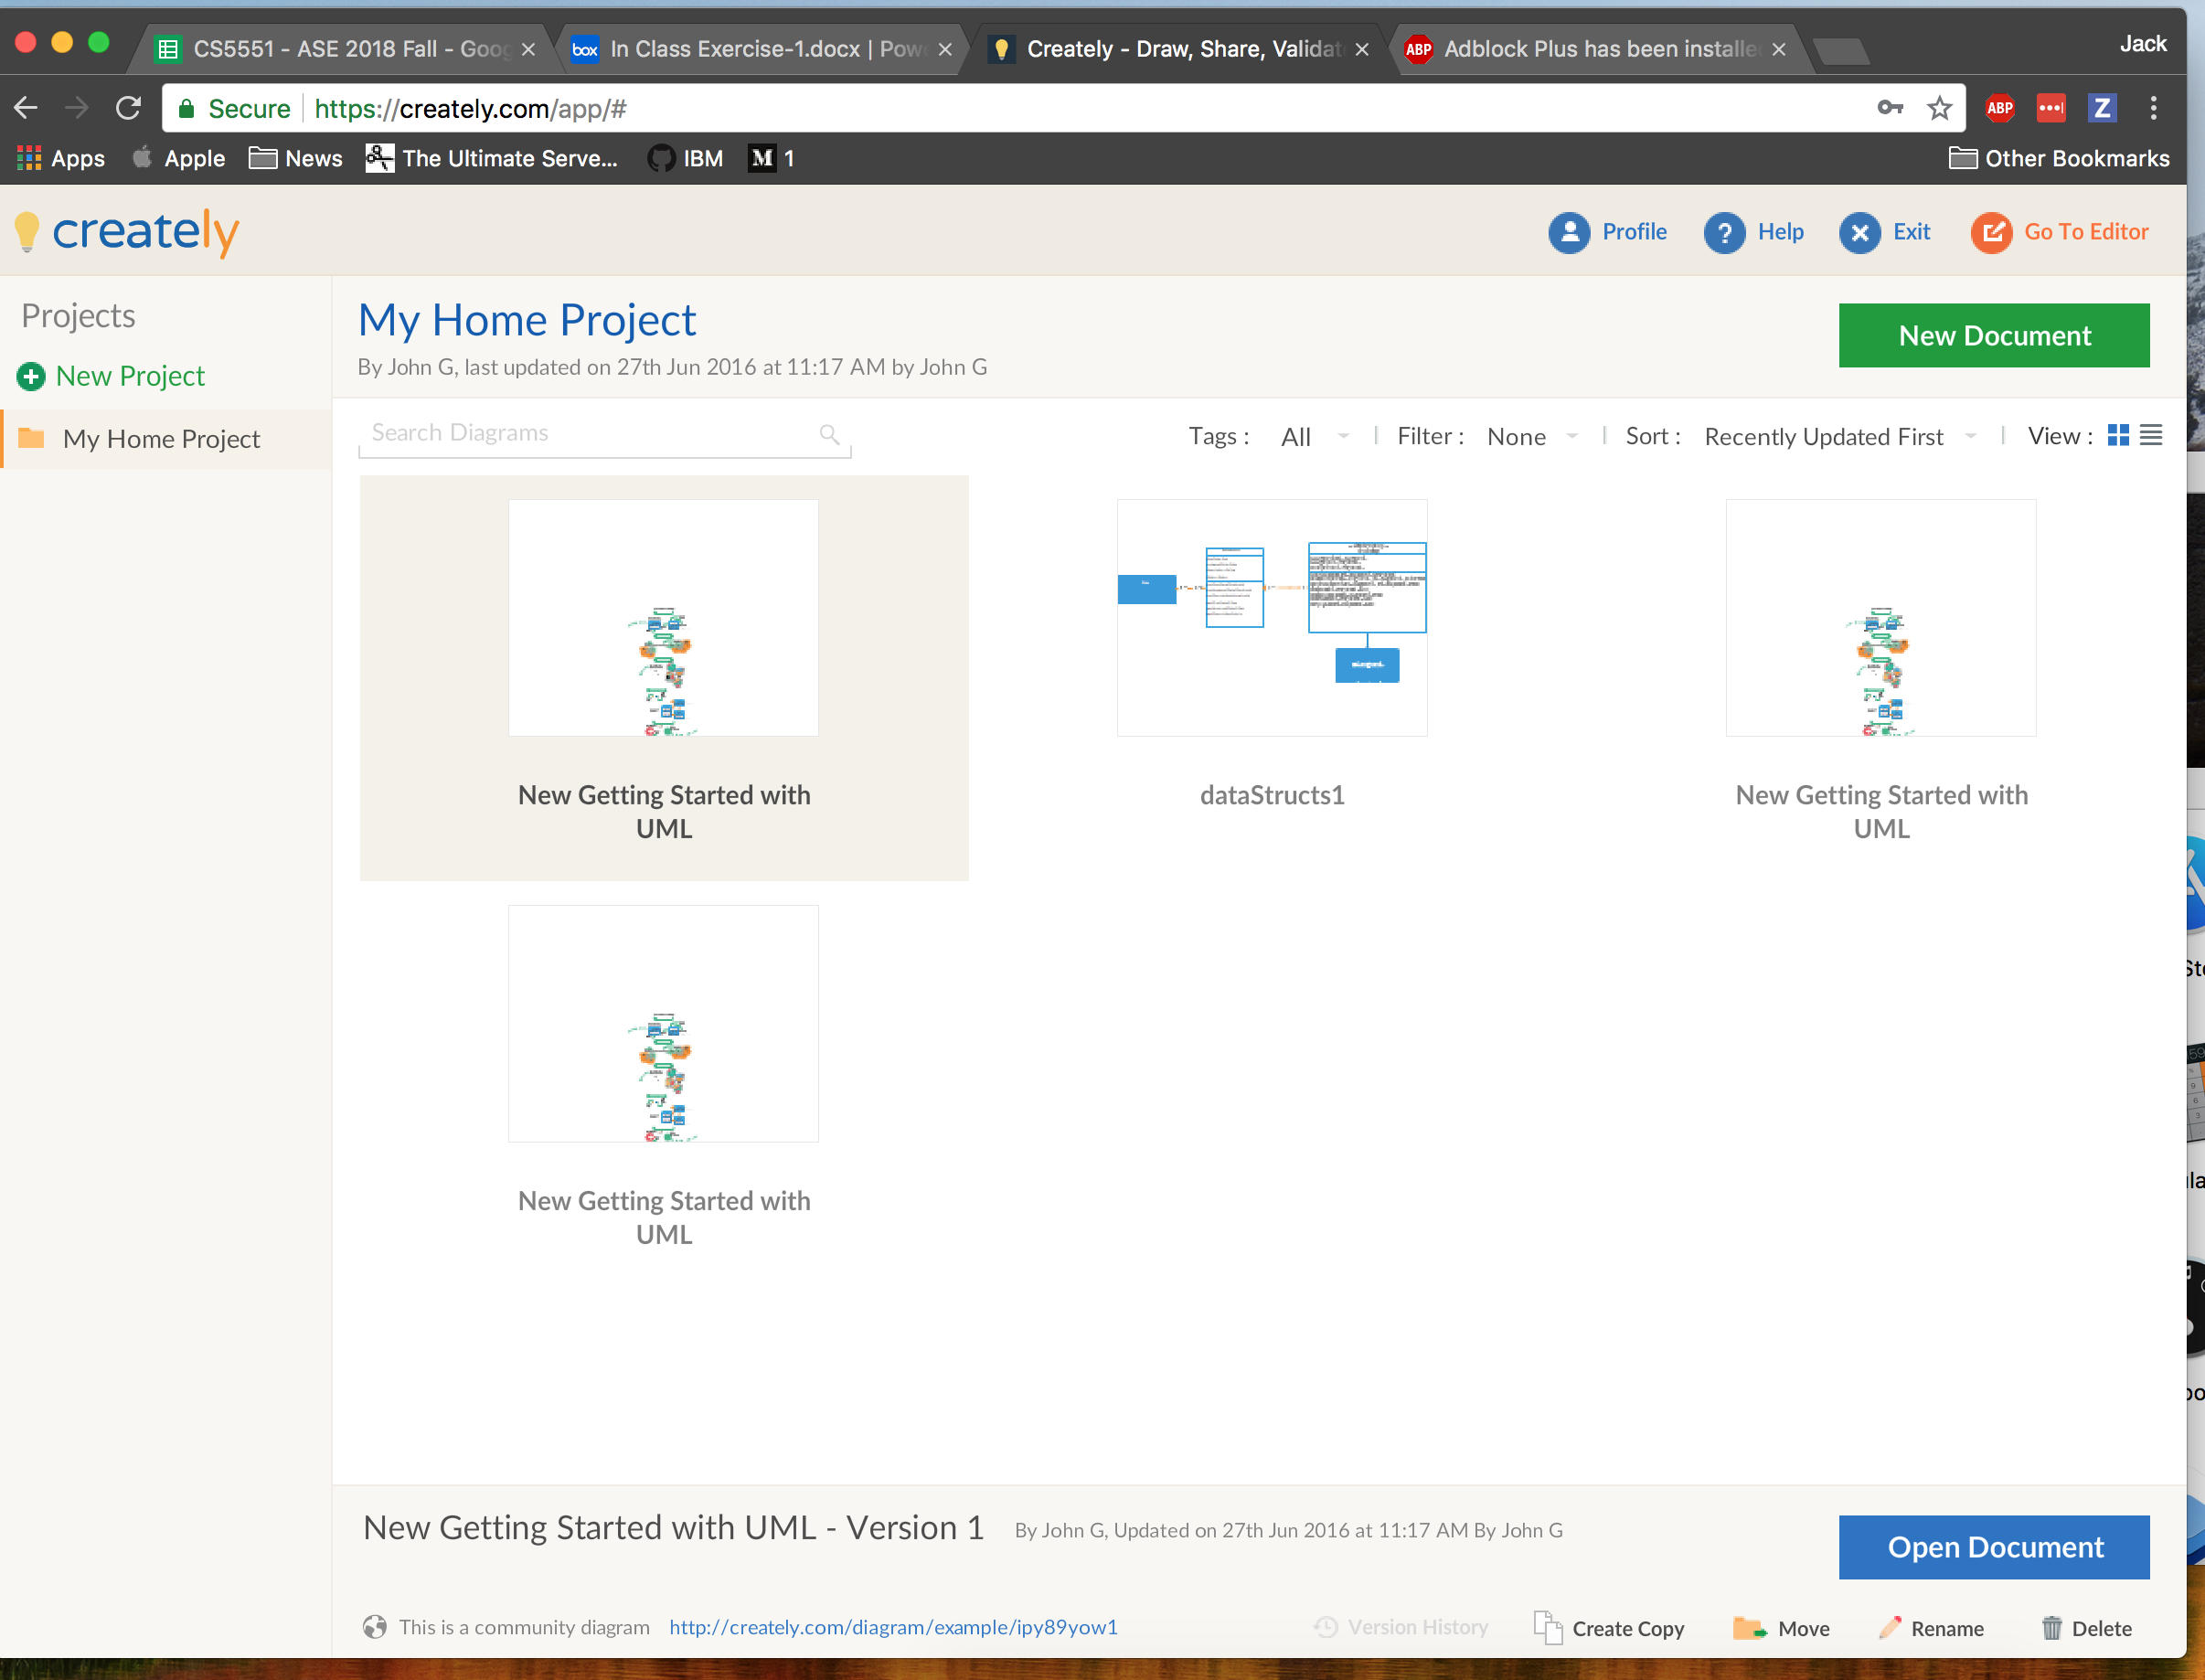 CS5551 - ASE 2018 Fall - Goog
box In Class Exercise-1.docx | Powe
Creately - Draw, Share, Validat
ABP Adblock Plus has been installe
Jack
Secure https://creately.com/app/#
ABP
Z
Apps Apple News The Ultimate Serve... IBM M 1 Other Bookmarks
creately
Profile ? Help Exit Go To Editor
Projects
New Project
My Home Project
My Home Project
By John G, last updated on 27th Jun 2016 at 11:17 AM by John G
New Document
Search Diagrams
Tags : All | Filter : None | Sort : Recently Updated First | View :
New Getting Started with
UML
dataStructs1
New Getting Started with
UML
New Getting Started with
UML
New Getting Started with UML - Version 1 By John G, Updated on 27th Jun 2016 at 11:17 AM By John G
Open Document
This is a community diagram http://creately.com/diagram/example/ipy89yow1
Version History Create Copy Move Rename Delete